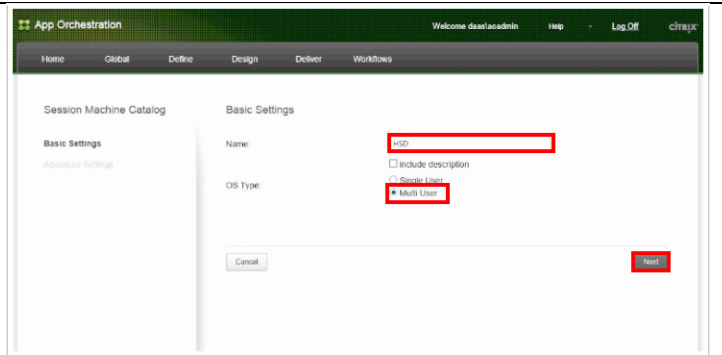 App Orchestration Welcome daas\aoadmin Help - Log Off CITRIX
Home Global Define Design Deliver Workflows
Session Machine Catalog Basic Settings
Basic Settings Name: HSD
Include description
Advanced Settings
OS Type: Single User
Multi User
Cancel Next